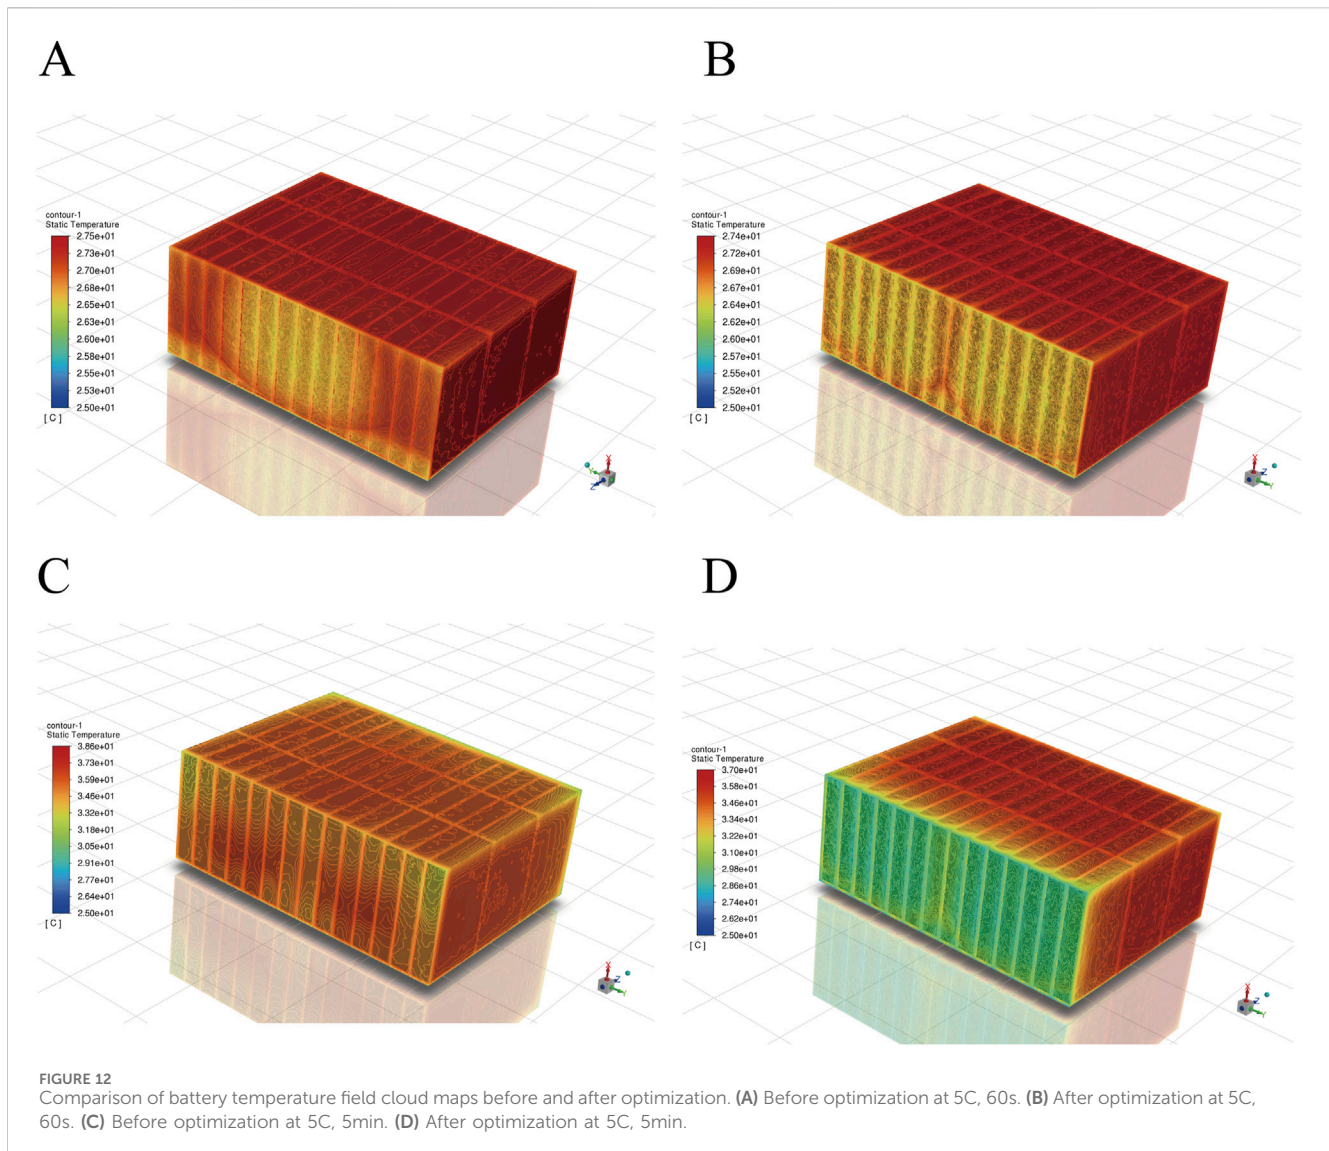 A
B
contour-1
Static Temperature
2.75e+01
2.73e+01
2.70e+01
2.68e+01
2.65e+01
2.63e+01
2.60e+01
2.58e+01
2.55e+01
2.53e+01
2.50e+01
[ C ]
X
Y
Z
contour-1
Static Temperature
2.74e+01
2.72e+01
2.69e+01
2.67e+01
2.64e+01
2.62e+01
2.60e+01
2.57e+01
2.55e+01
2.52e+01
2.50e+01
[ C ]
X
Z
Y
C
D
contour-1
Static Temperature
3.86e+01
3.73e+01
3.59e+01
3.46e+01
3.32e+01
3.18e+01
3.05e+01
2.91e+01
2.77e+01
2.64e+01
2.50e+01
[ C ]
X
Z
Y
contour-1
Static Temperature
3.70e+01
3.58e+01
3.46e+01
3.34e+01
3.22e+01
3.10e+01
2.98e+01
2.86e+01
2.74e+01
2.62e+01
2.50e+01
[ C ]
X
Z
Y
FIGURE 12
Comparison of battery temperature field cloud maps before and after optimization. (A) Before optimization at 5C, 60s. (B) After optimization at 5C,
60s. (C) Before optimization at 5C, 5min. (D) After optimization at 5C, 5min.